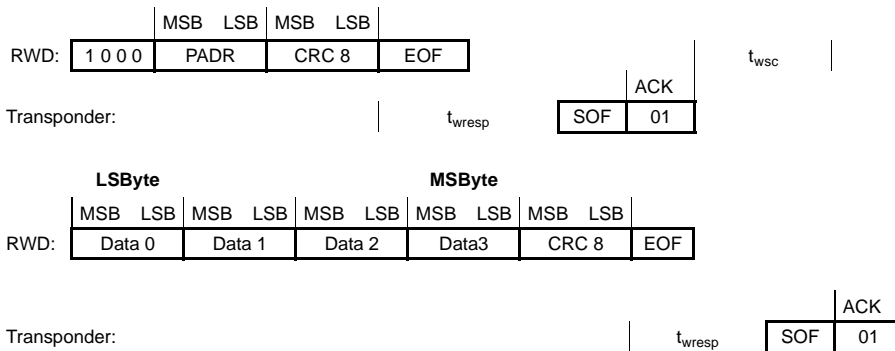 MSB LSB MSB LSB
RWD: 1 0 0 0 PADR CRC 8 EOF t_wsc
ACK
Transponder: t_wresp SOF 01
LSByte MSByte
MSB LSB MSB LSB MSB LSB MSB LSB MSB LSB
RWD: Data 0 Data 1 Data 2 Data3 CRC 8 EOF
ACK
Transponder: t_wresp SOF 01